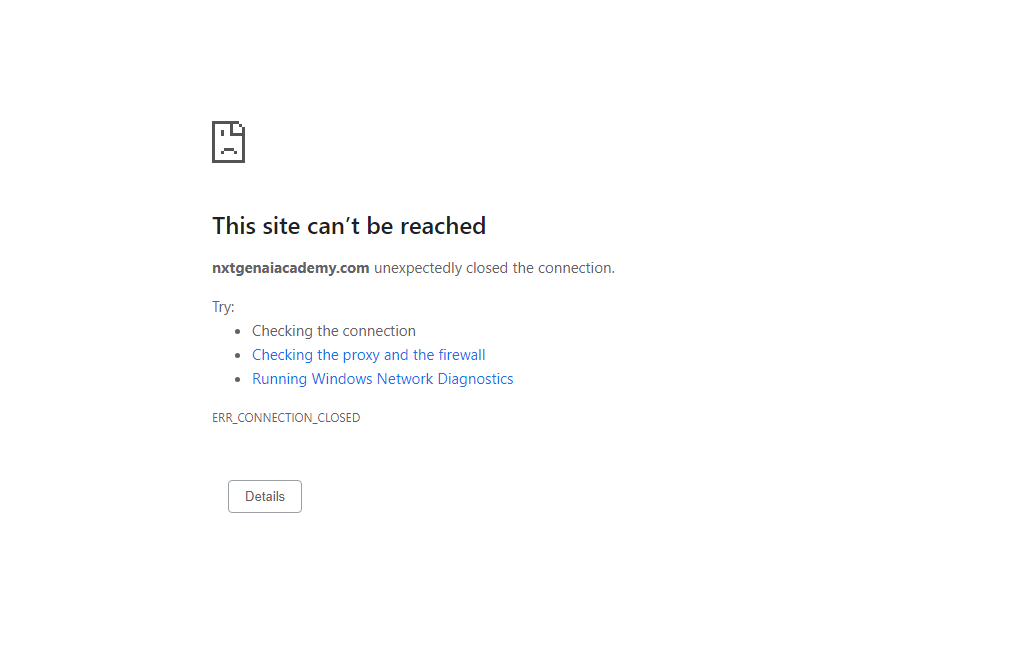 This site can’t be reached
nxtgenaiacademy.com unexpectedly closed the connection.
Try:
• Checking the connection
• Checking the proxy and the firewall
• Running Windows Network Diagnostics
ERR_CONNECTION_CLOSED
Details